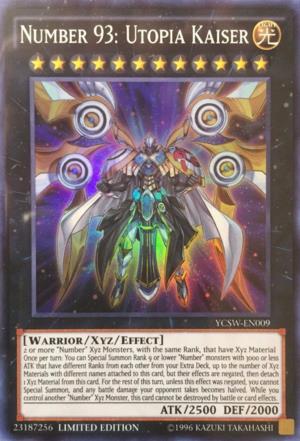 NUMBER 93: UTOPIA KAISER
LIGHT
光
YCSW-EN009
[WARRIOR/XYZ/EFFECT]
2 or more "Number" Xyz Monsters, with the same Rank, that have Xyz Material
Once per turn: You can Special Summon Rank 9 or lower "Number" monsters with 3000 or less
ATK that have different Ranks from each other from your Extra Deck, up to the number of Xyz
Materials with different names attached to this card, but their effects are negated, then detach
1 Xyz Material from this card. For the rest of this turn, unless this effect was negated, you cannot
Special Summon, and any battle damage your opponent takes becomes halved. While you
control another "Number" Xyz Monster, this card cannot be destroyed by battle or card effects.
ATK/2500 DEF/2000
23187256 LIMITED EDITION ©1996 KAZUKI TAKAHASHI